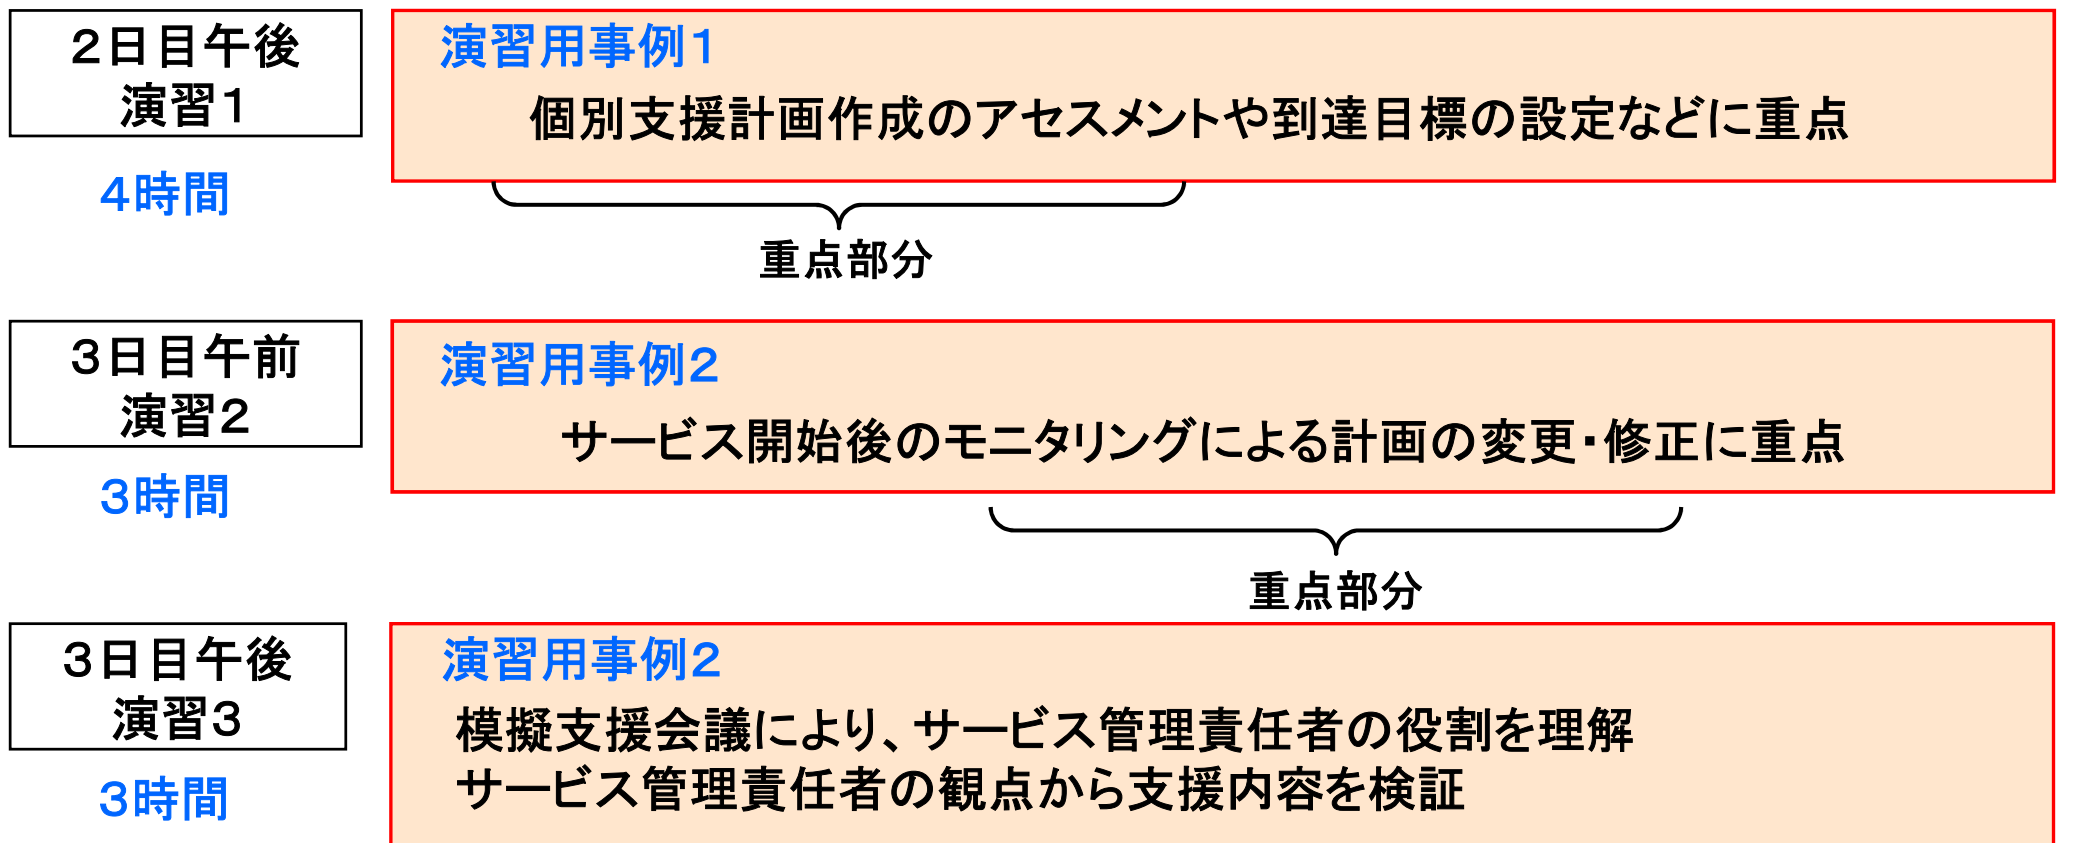 ２日目午後
演習１
４時間
演習用事例１
個別支援計画作成のアセスメントや到達目標の設定などに重点
重点部分
３日目午前
演習２
３時間
演習用事例２
サービス開始後のモニタリングによる計画の変更・修正に重点
重点部分
３日目午後
演習３
３時間
演習用事例２
模擬支援会議により、サービス管理責任者の役割を理解
サービス管理責任者の観点から支援内容を検証